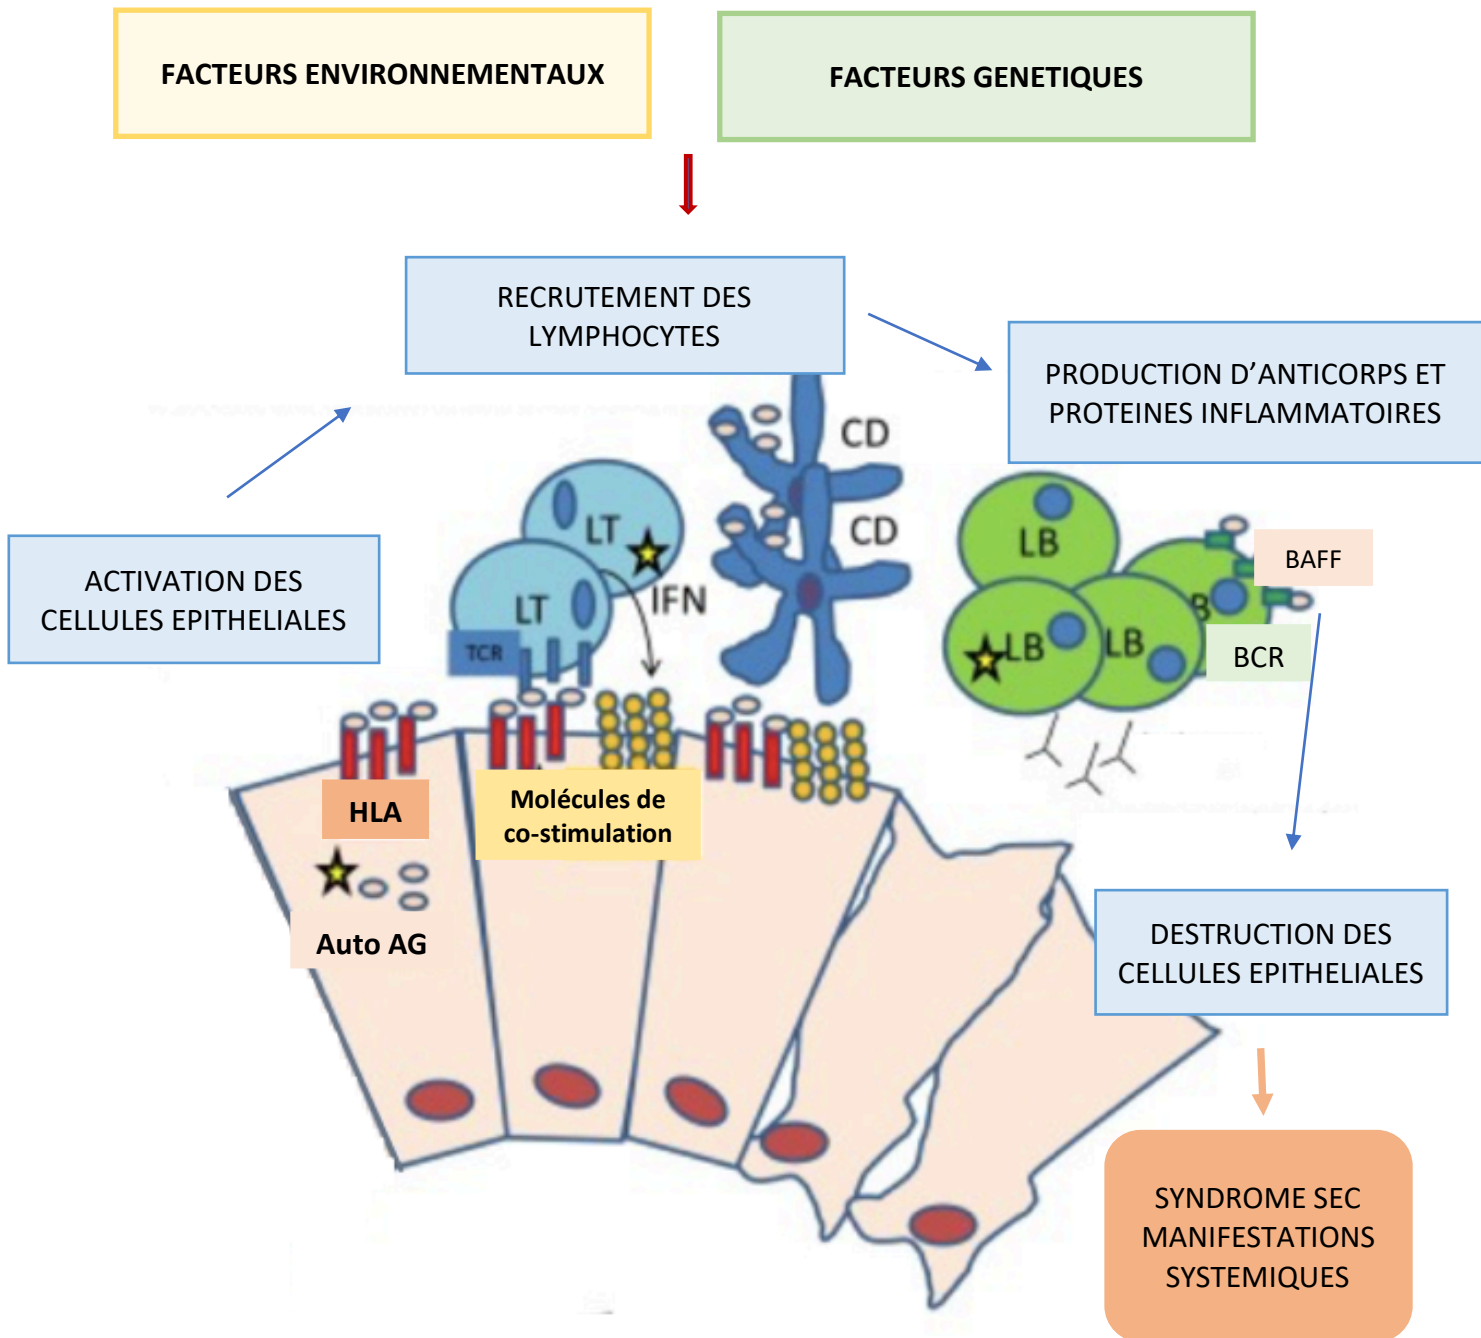 FACTEURS ENVIRONNEMENTAUX
FACTEURS GENETIQUES
RECRUTEMENT DES
LYMPHOCYTES
PRODUCTION D’ANTICORPS ET
PROTEINES INFLAMMATOIRES
ACTIVATION DES
CELLULES EPITHELIALES
CD
CD
LT
LT
IFN
TCR
LB
LB
LB
B
BAFF
BCR
HLA
Molécules de
co-stimulation
Auto AG
DESTRUCTION DES
CELLULES EPITHELIALES
SYNDROME SEC
MANIFESTATIONS
SYSTEMIQUES